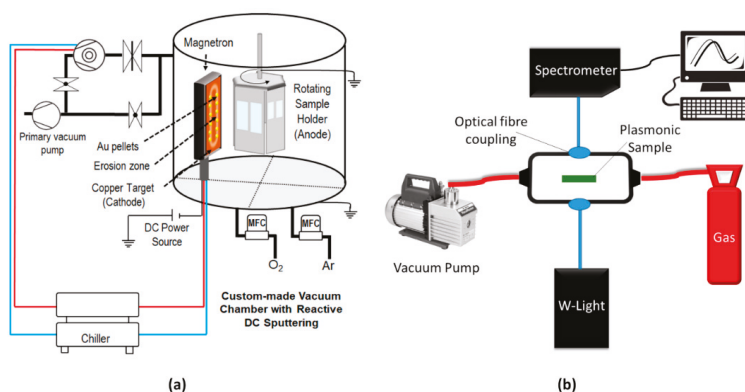 Magnetron
Rotating
Sample
Holder
(Anode)
Au pellets
Erosion zone
Copper Target
(Cathode)
Primary vacuum
pump
DC Power
Source
MFC
MFC
O2
Ar
Chiller
Custom-made Vacuum
Chamber with Reactive
DC Sputtering
(a)
Spectrometer
Optical fibre
coupling
Plasmonic
Sample
Vacuum Pump
Gas
W-Light
(b)